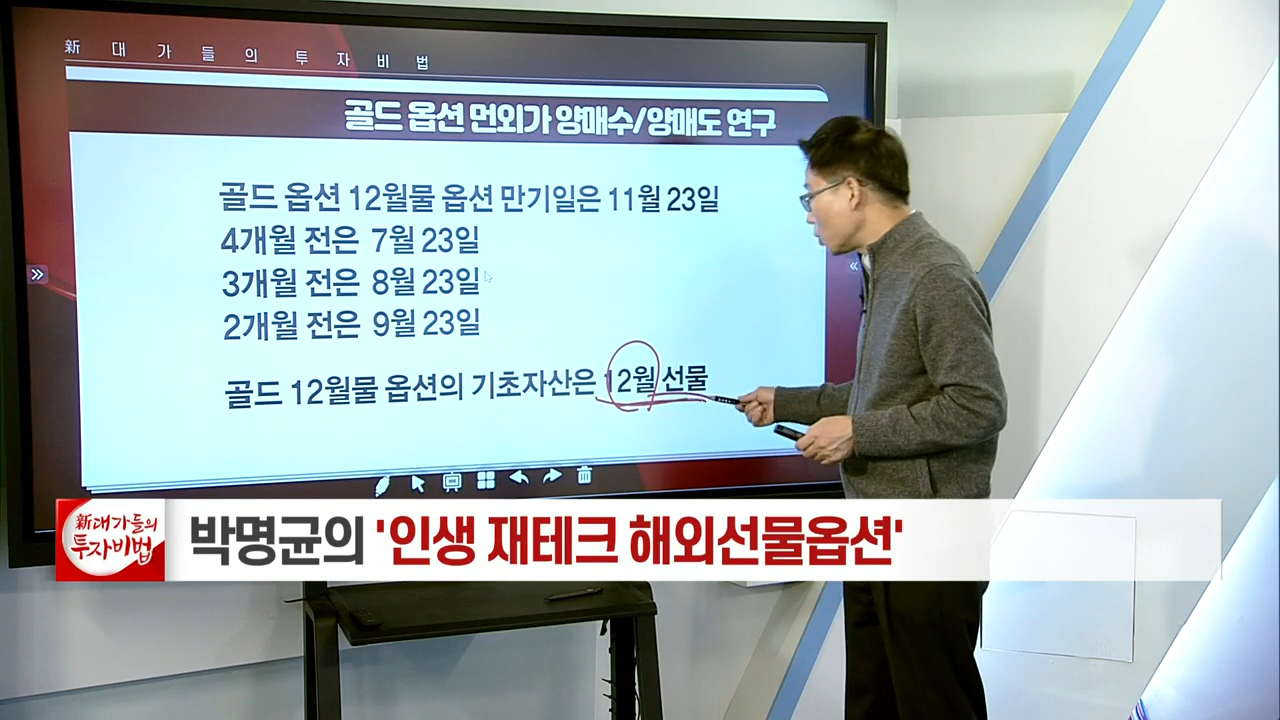 新 대 가 들 의 투 자 비 법
골드 옵션 먼외가 양매수/양매도 연구
골드 옵션 12월물 옵션 만기일은 11월 23일
4개월 전은 7월 23일
3개월 전은 8월 23일
2개월 전은 9월 23일
골드 12월물 옵션의 기초자산은 12월 선물
新대가들의
투자비법
박명균의 '인생 재테크 해외선물옵션'